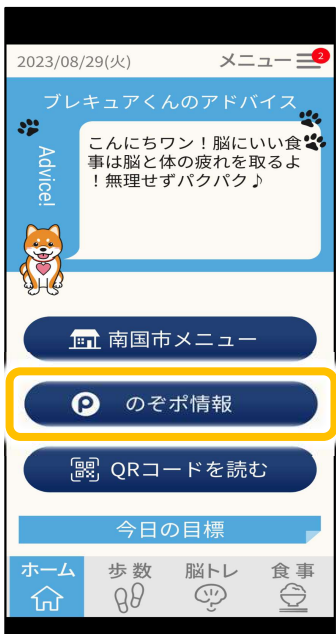 2023/08/29(火)
メニュー
2
ブレキュアくんのアドバイス
Advice!
こんにちワン！脳にいい食
事は脳と体の疲れを取るよ
！無理せずパクパク♪
南国市メニュー
P のぞポ情報
QRコードを読む
今日の目標
ホーム
歩数
脳トレ
食事